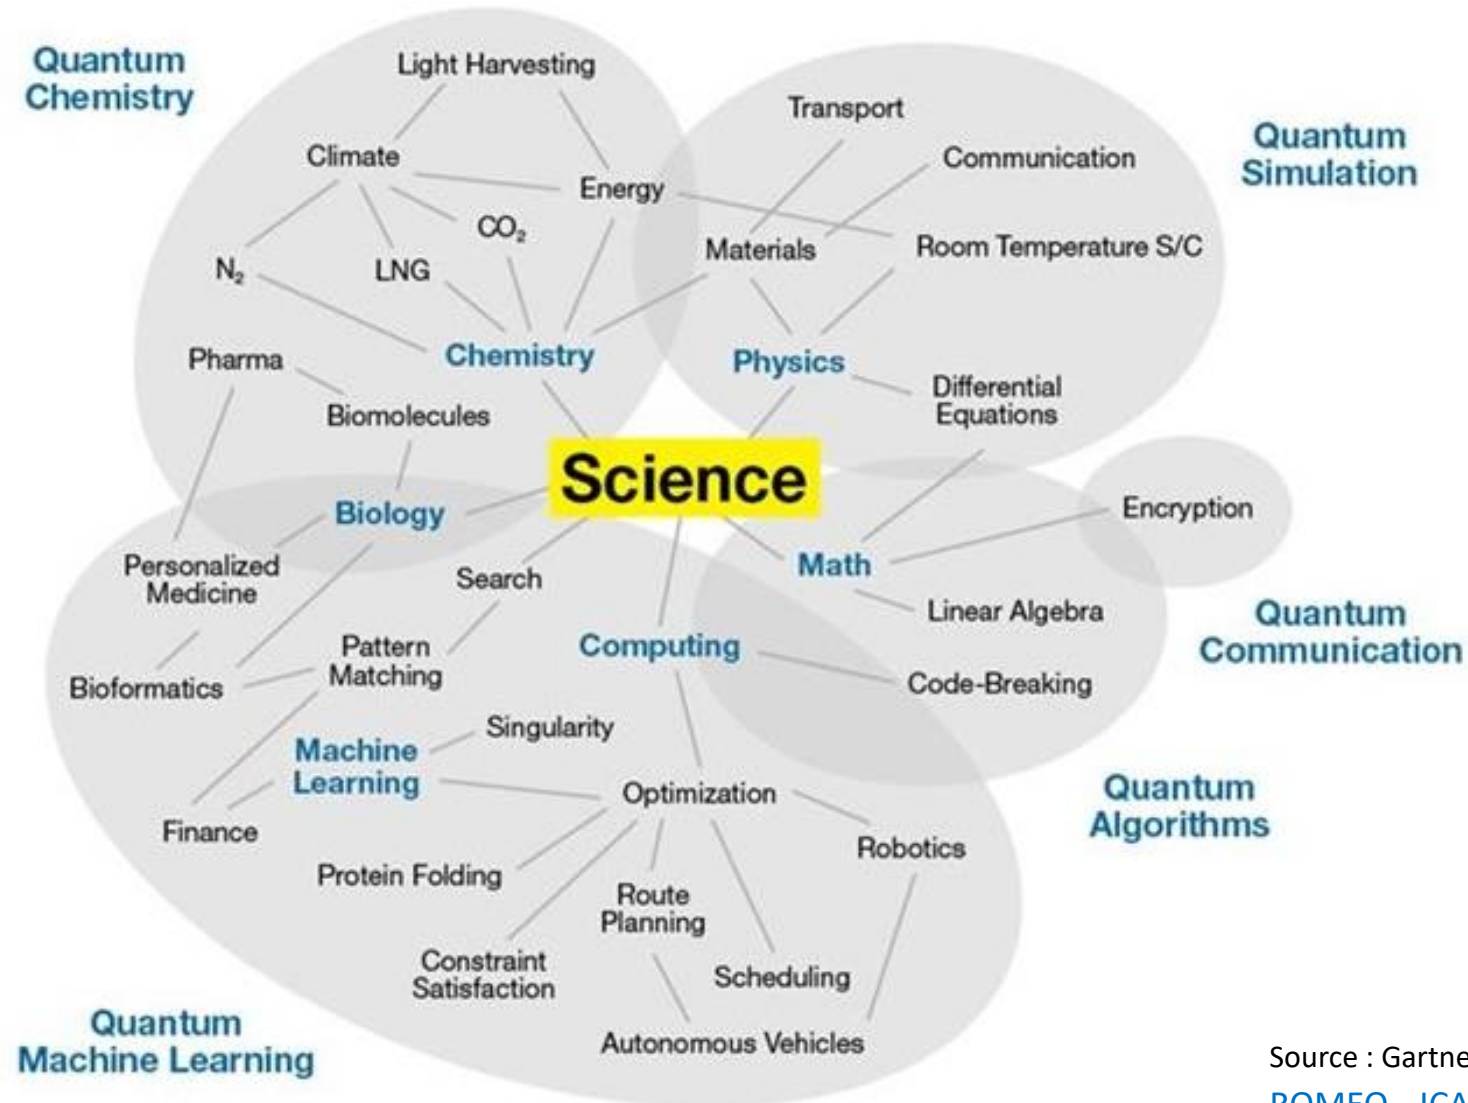 Quantum
Chemistry
Light Harvesting
Climate
Energy
CO₂
N₂
LNG
Pharma
Chemistry
Biomolecules
Transport
Communication
Materials
Room Temperature S/C
Physics
Differential
Equations
Quantum
Simulation
Science
Biology
Personalized
Medicine
Search
Pattern
Matching
Bioformatics
Computing
Math
Encryption
Linear Algebra
Code-Breaking
Quantum
Communication
Machine
Learning
Singularity
Finance
Optimization
Protein Folding
Route
Planning
Robotics
Constraint
Satisfaction
Scheduling
Autonomous Vehicles
Quantum
Algorithms
Quantum
Machine Learning
Source : Gartne